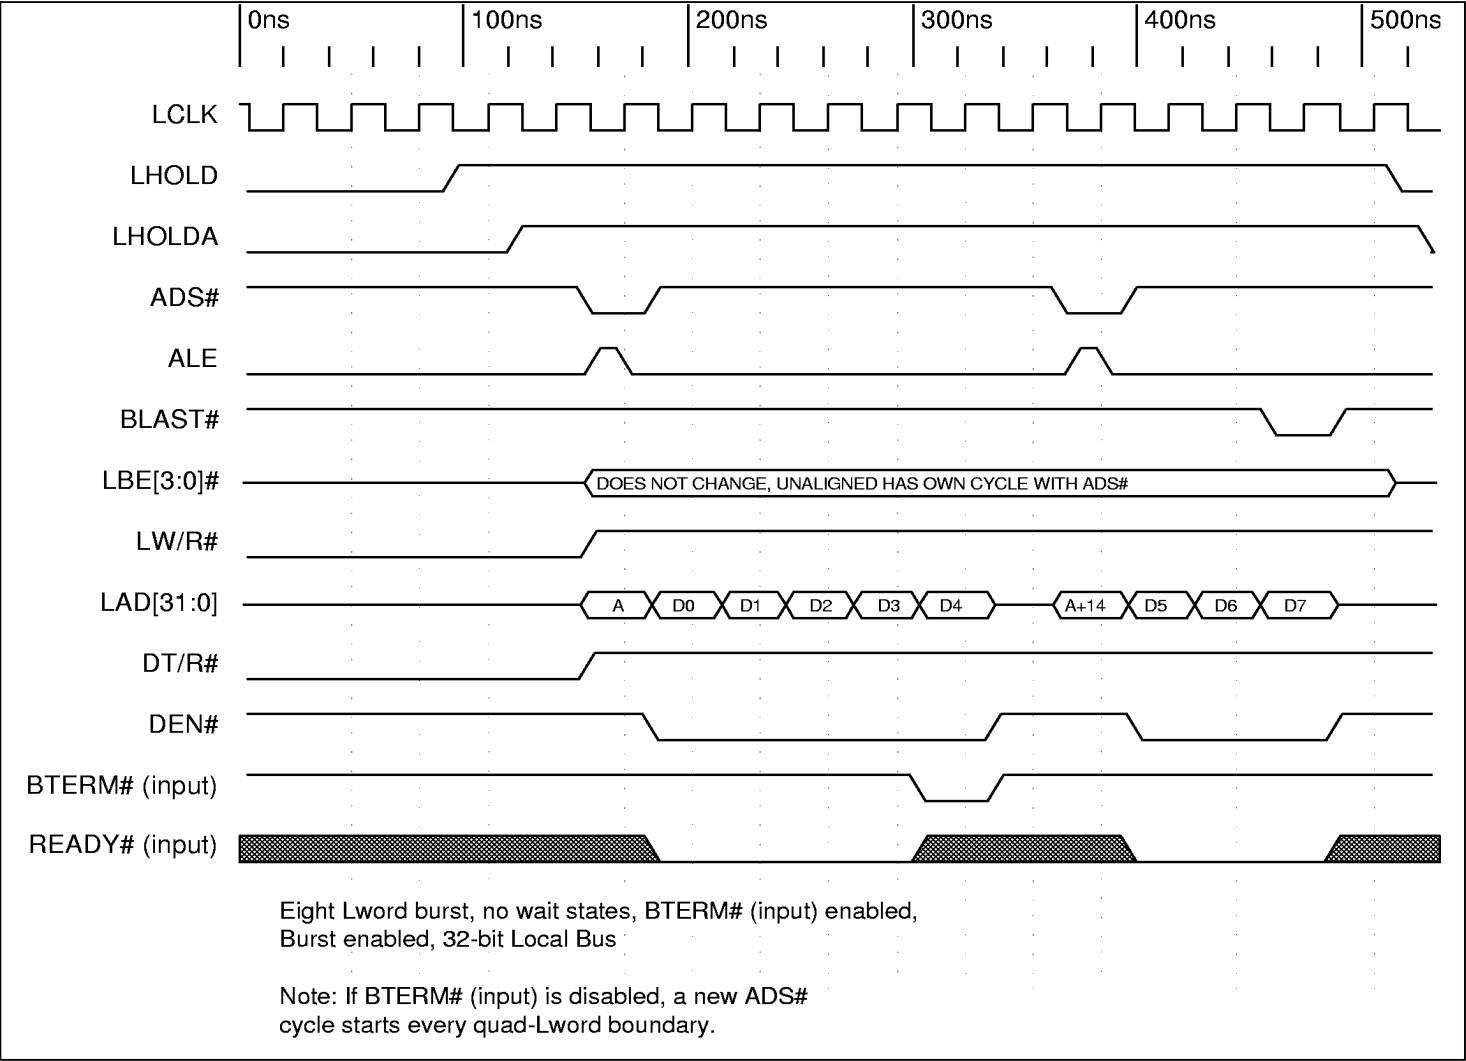 0ns 100ns 200ns 300ns 400ns 500ns
LCLK
LHOLD
LHOLDA
ADS#
ALE
BLAST#
LBE[3:0]# DOES NOT CHANGE, UNALIGNED HAS OWN CYCLE WITH ADS#
LW/R#
LAD[31:0] A D0 D1 D2 D3 D4 A+14 D5 D6 D7
DT/R#
DEN#
BTERM# (input)
READY# (input)
Eight Lword burst, no wait states, BTERM# (input) enabled,
Burst enabled, 32-bit Local Bus
Note: If BTERM# (input) is disabled, a new ADS#
cycle starts every quad-Lword boundary.